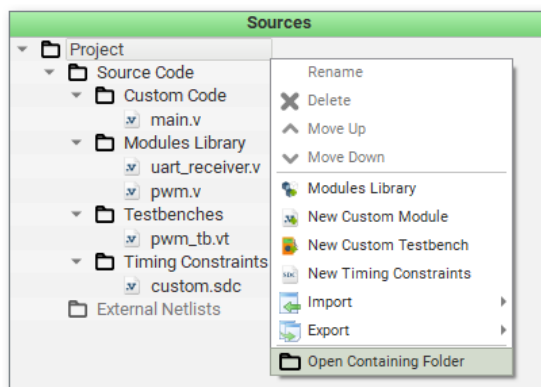 Sources
Project
Source Code
Custom Code
main.v
Modules Library
uart_receiver.v
pwm.v
Testbenches
pwm_tb.vt
Timing Constraints
custom.sdc
External Netlists
Rename
Delete
Move Up
Move Down
Modules Library
New Custom Module
New Custom Testbench
New Timing Constraints
Import
Export
Open Containing Folder